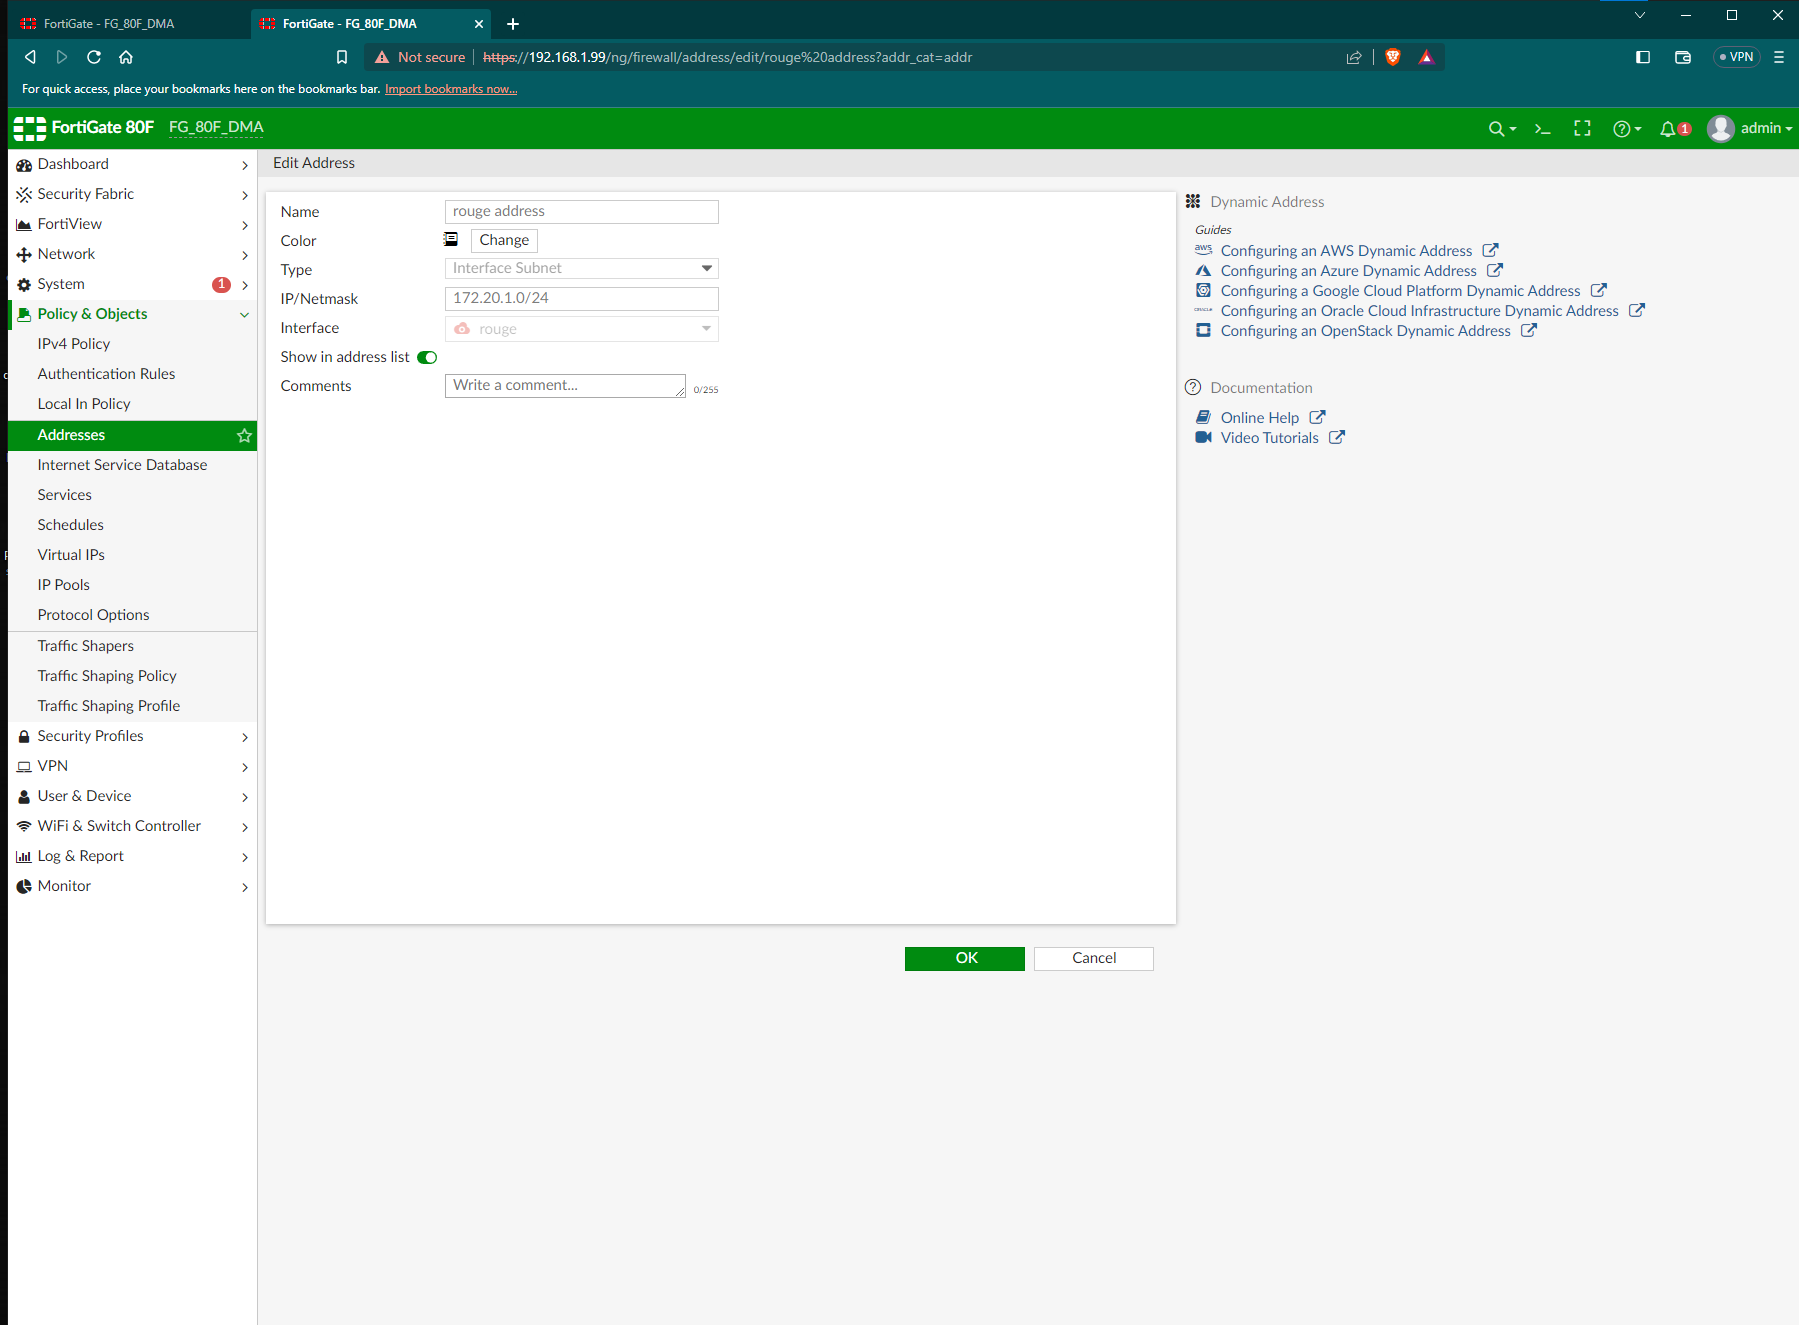 FortiGate - FG_80F_DMA
FortiGate - FG_80F_DMA
Not secure
https://192.168.1.99/ng/firewall/address/edit/rouge%20address?addr_cat=addr
VPN
For quick access, place your bookmarks here on the bookmarks bar. Import bookmarks now...
FortiGate 80F FG_80F_DMA
>_
1
admin
Dashboard
Security Fabric
FortiView
Network
System 1
Policy & Objects
IPv4 Policy
Authentication Rules
Local In Policy
Addresses
Internet Service Database
Services
Schedules
Virtual IPs
IP Pools
Protocol Options
Traffic Shapers
Traffic Shaping Policy
Traffic Shaping Profile
Security Profiles
VPN
User & Device
WiFi & Switch Controller
Log & Report
Monitor
Edit Address
Name rouge address
Color Change
Type Interface Subnet
IP/Netmask 172.20.1.0/24
Interface rouge
Show in address list
Comments Write a comment... 0/255
OK
Cancel
Dynamic Address
Guides
aws Configuring an AWS Dynamic Address
Configuring an Azure Dynamic Address
Configuring a Google Cloud Platform Dynamic Address
ORACLE Configuring an Oracle Cloud Infrastructure Dynamic Address
Configuring an OpenStack Dynamic Address
Documentation
Online Help
Video Tutorials